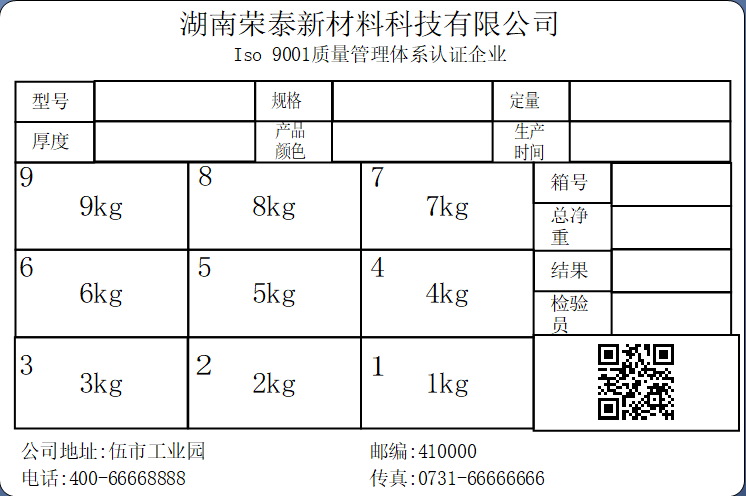 湖南荣泰新材料科技有限公司
Iso 9001质量管理体系认证企业
型号 规格 定量
厚度 产品颜色 生产时间
9 8 7 箱号
9kg 8kg 7kg
总净重
6 5 4 结果
6kg 5kg 4kg
检验员
3 2 1
3kg 2kg 1kg
公司地址:伍市工业园 邮编:410000
电话:400-66668888 传真:0731-66666666